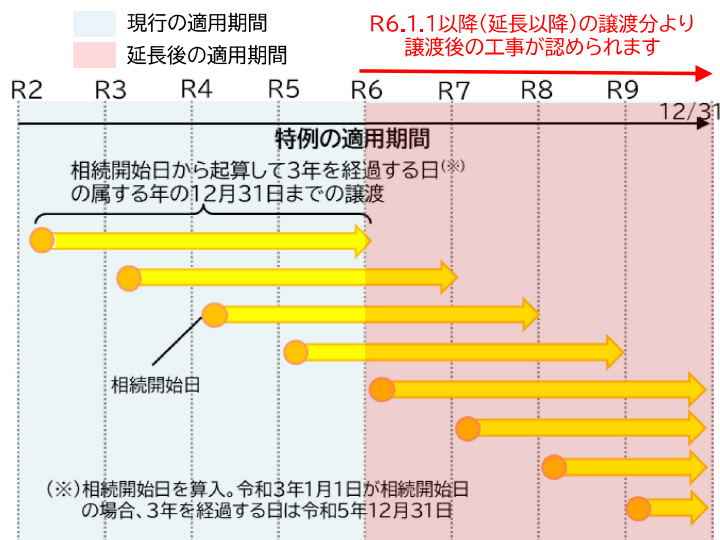 現行の適用期間
延長後の適用期間
R6.1.1以降(延長以降)の譲渡分より
譲渡後の工事が認められます
R2 R3 R4 R5 R6 R7 R8 R9
12/31
特例の適用期間
相続開始日から起算して3年を経過する日(※)
の属する年の12月31日までの譲渡
相続開始日
(※)相続開始日を算入。令和3年1月1日が相続開始日
の場合、3年を経過する日は令和5年12月31日